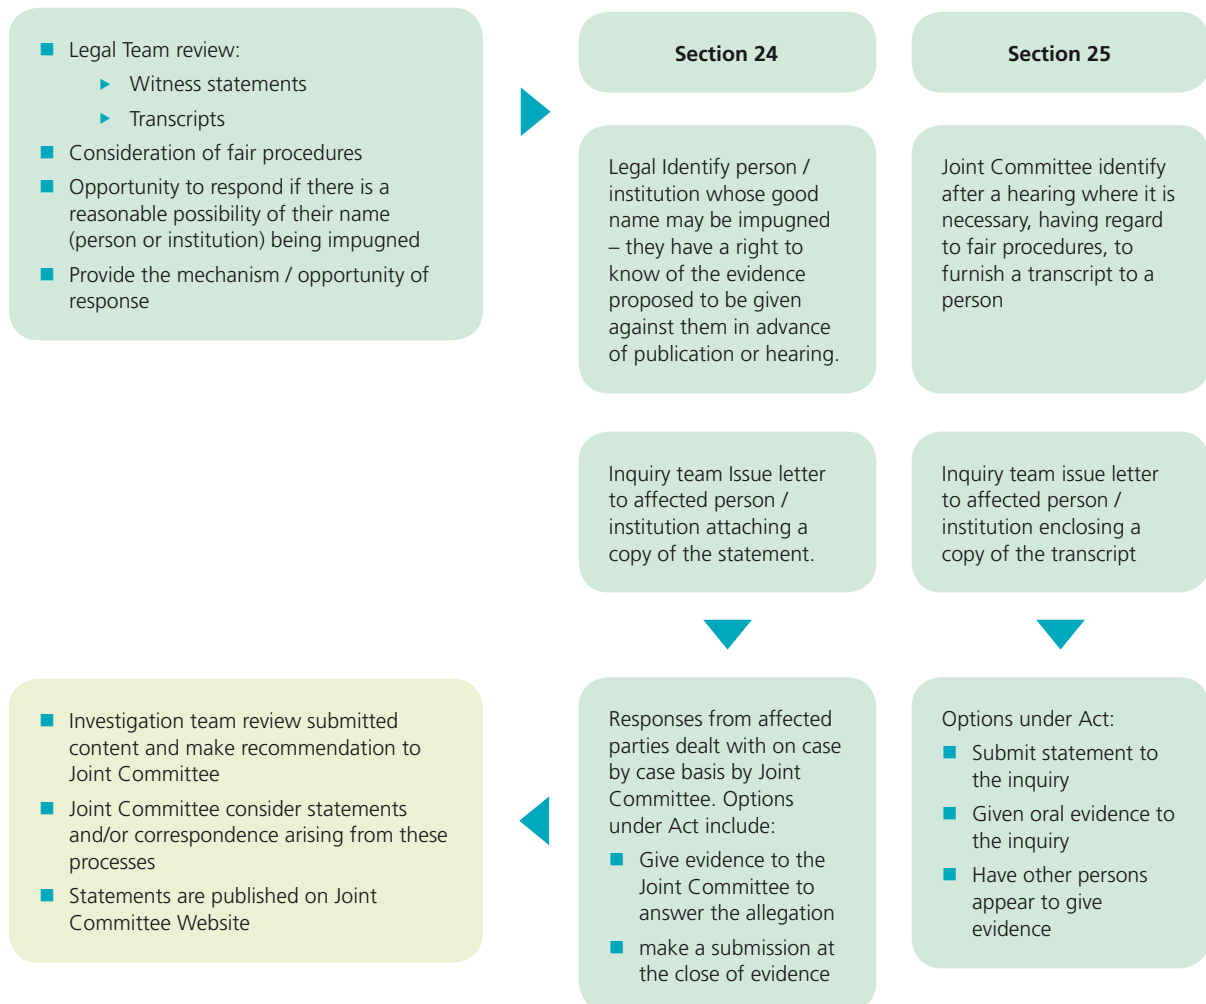 ■ Legal Team review:
▶ Witness statements
▶ Transcripts
■ Consideration of fair procedures
■ Opportunity to respond if there is a
reasonable possibility of their name
(person or institution) being impugned
■ Provide the mechanism / opportunity of
response
Section 24
Legal Identify person /
institution whose good
name may be impugned
– they have a right to
know of the evidence
proposed to be given
against them in advance
of publication or hearing.
Inquiry team Issue letter
to affected person /
institution attaching a
copy of the statement.
Responses from affected
parties dealt with on case
by case basis by Joint
Committee. Options
under Act include:
■ Give evidence to the
Joint Committee to
answer the allegation
■ make a submission at
the close of evidence
Section 25
Joint Committee identify
after a hearing where it is
necessary, having regard
to fair procedures, to
furnish a transcript to a
person
Inquiry team issue letter
to affected person /
institution enclosing a
copy of the transcript
Options under Act:
■ Submit statement to
the inquiry
■ Given oral evidence to
the inquiry
■ Have other persons
appear to give
evidence
■ Investigation team review submitted
content and make recommendation to
Joint Committee
■ Joint Committee consider statements
and/or correspondence arising from these
processes
■ Statements are published on Joint
Committee Website